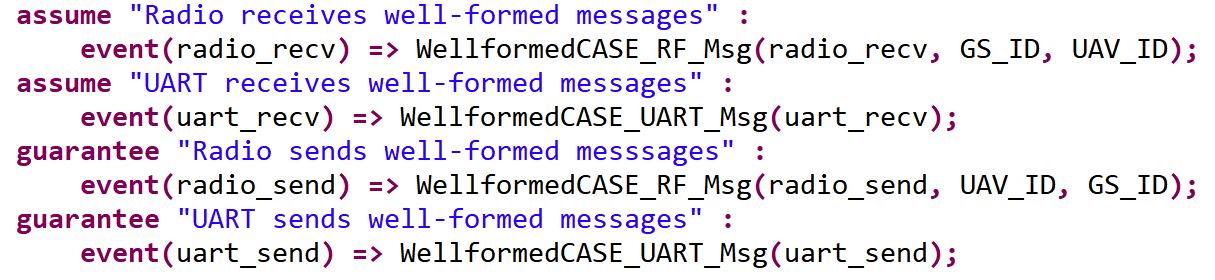 assume "Radio receives well-formed messages" :
event(radio_recv) => WellformedCASE_RF_Msg(radio_recv, GS_ID, UAV_ID);
assume "UART receives well-formed messages" :
event(uart_recv) => WellformedCASE_UART_Msg(uart_recv);
guarantee "Radio sends well-formed messsages" :
event(radio_send) => WellformedCASE_RF_Msg(radio_send, UAV_ID, GS_ID);
guarantee "UART sends well-formed messages" :
event(uart_send) => WellformedCASE_UART_Msg(uart_send);